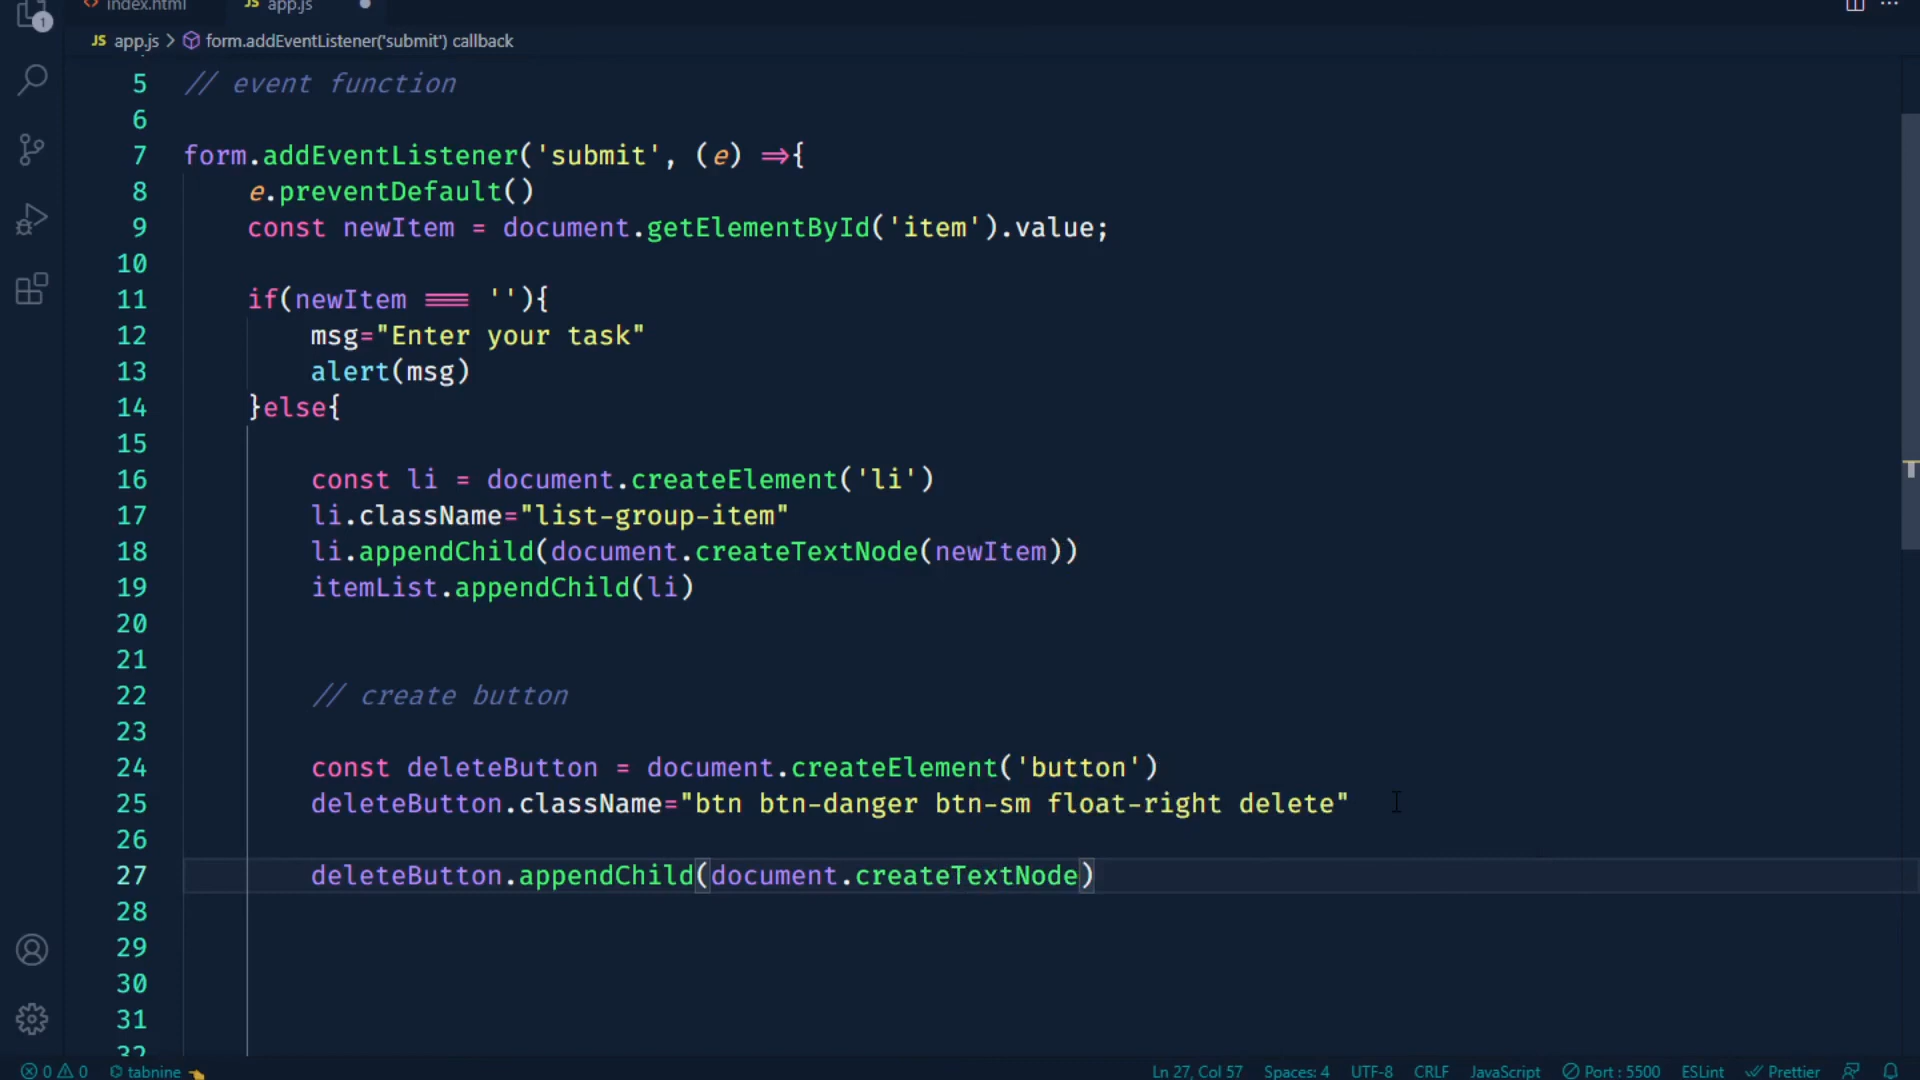 1
index.html
JS app.js
JS app.js > form.addEventListener('submit') callback
5 // event function
6
7 form.addEventListener('submit', (e) =>{
8 e.preventDefault()
9 const newItem = document.getElementById('item').value;
10
11 if(newItem === ''){
12 msg="Enter your task"
13 alert(msg)
14 }else{
15
16 const li = document.createElement('li')
17 li.className="list-group-item"
18 li.appendChild(document.createTextNode(newItem))
19 itemList.appendChild(li)
20
21
22 // create button
23
24 const deleteButton = document.createElement('button')
25 deleteButton.className="btn btn-danger btn-sm float-right delete"
26
27 deleteButton.appendChild(document.createTextNode)
28
29
30
31
32
0 0 tabnine Ln 27, Col 57 Spaces: 4 UTF-8 CRLF JavaScript Port : 5500 ESLint Prettier